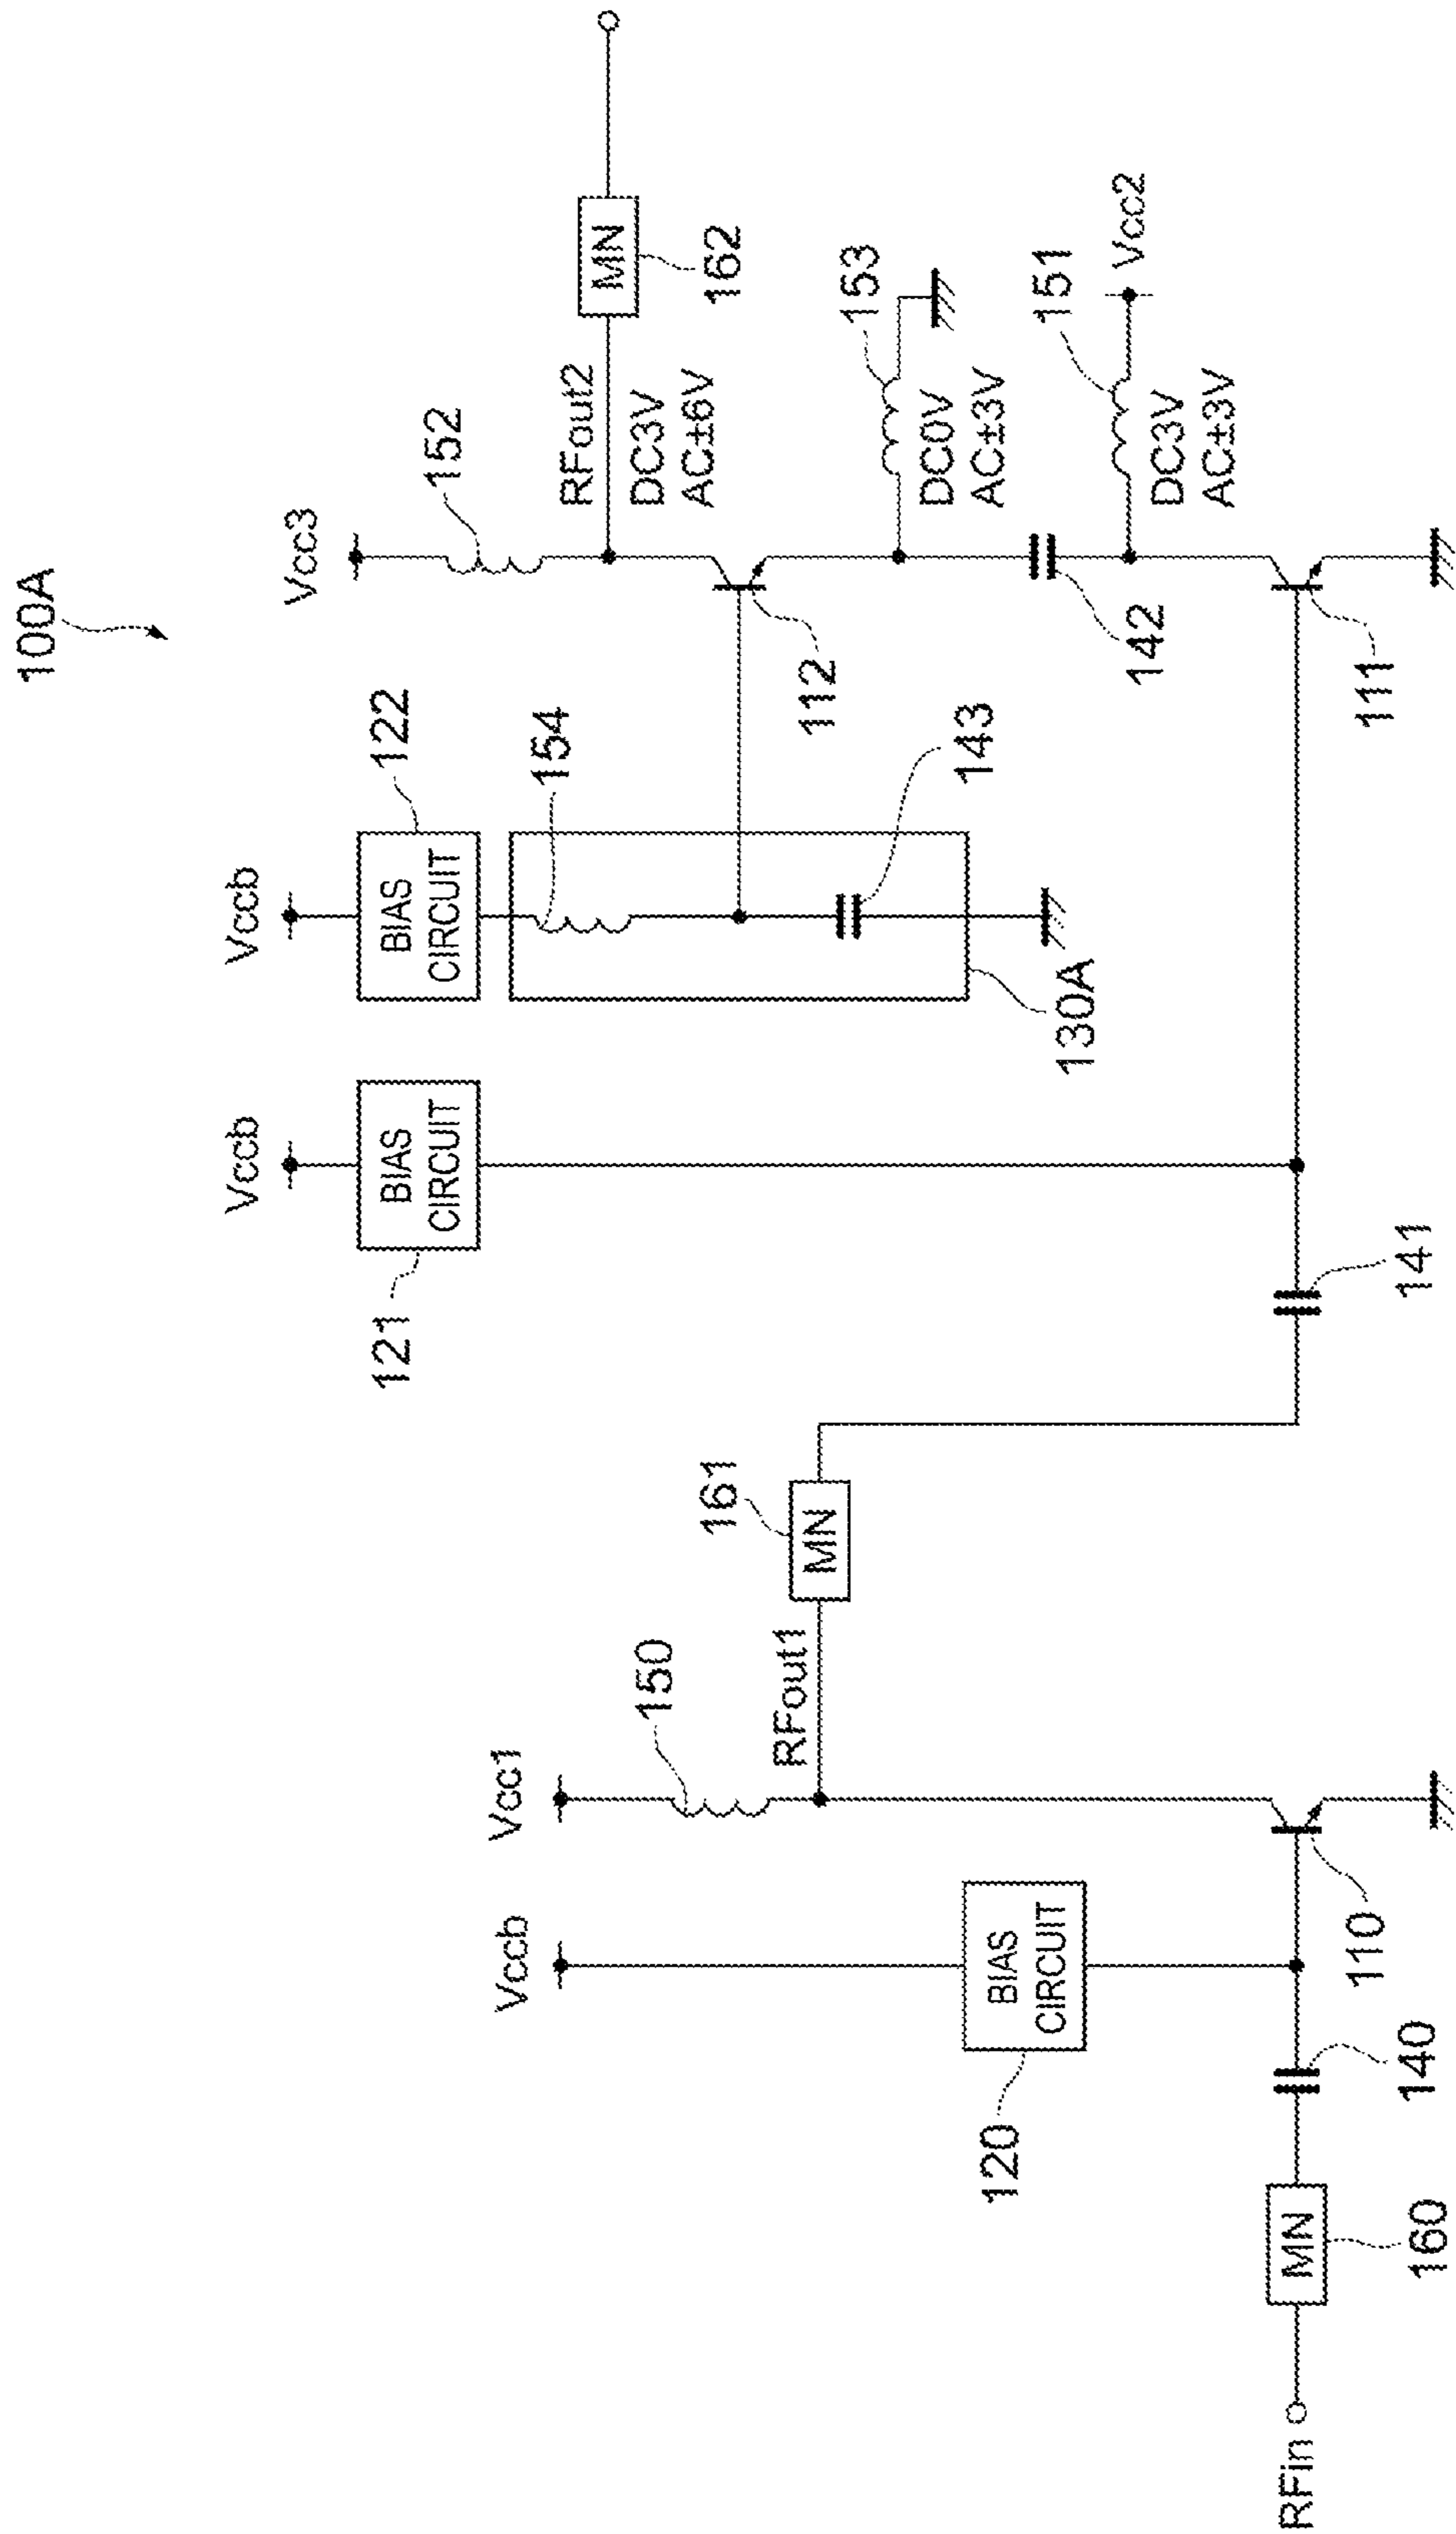 100A
Vcc3
152
RFout2
DC3V
AC±6V
MN
162
Vccb
BIAS
CIRCUIT
122
154
112
143
130A
153
DC0V
AC±3V
142
151
Vcc2
DC3V
AC±3V
111
Vccb
BIAS
CIRCUIT
121
141
161
MN
Vcc1
150
RFout1
Vccb
BIAS
CIRCUIT
120
110
140
MN
160
RFin